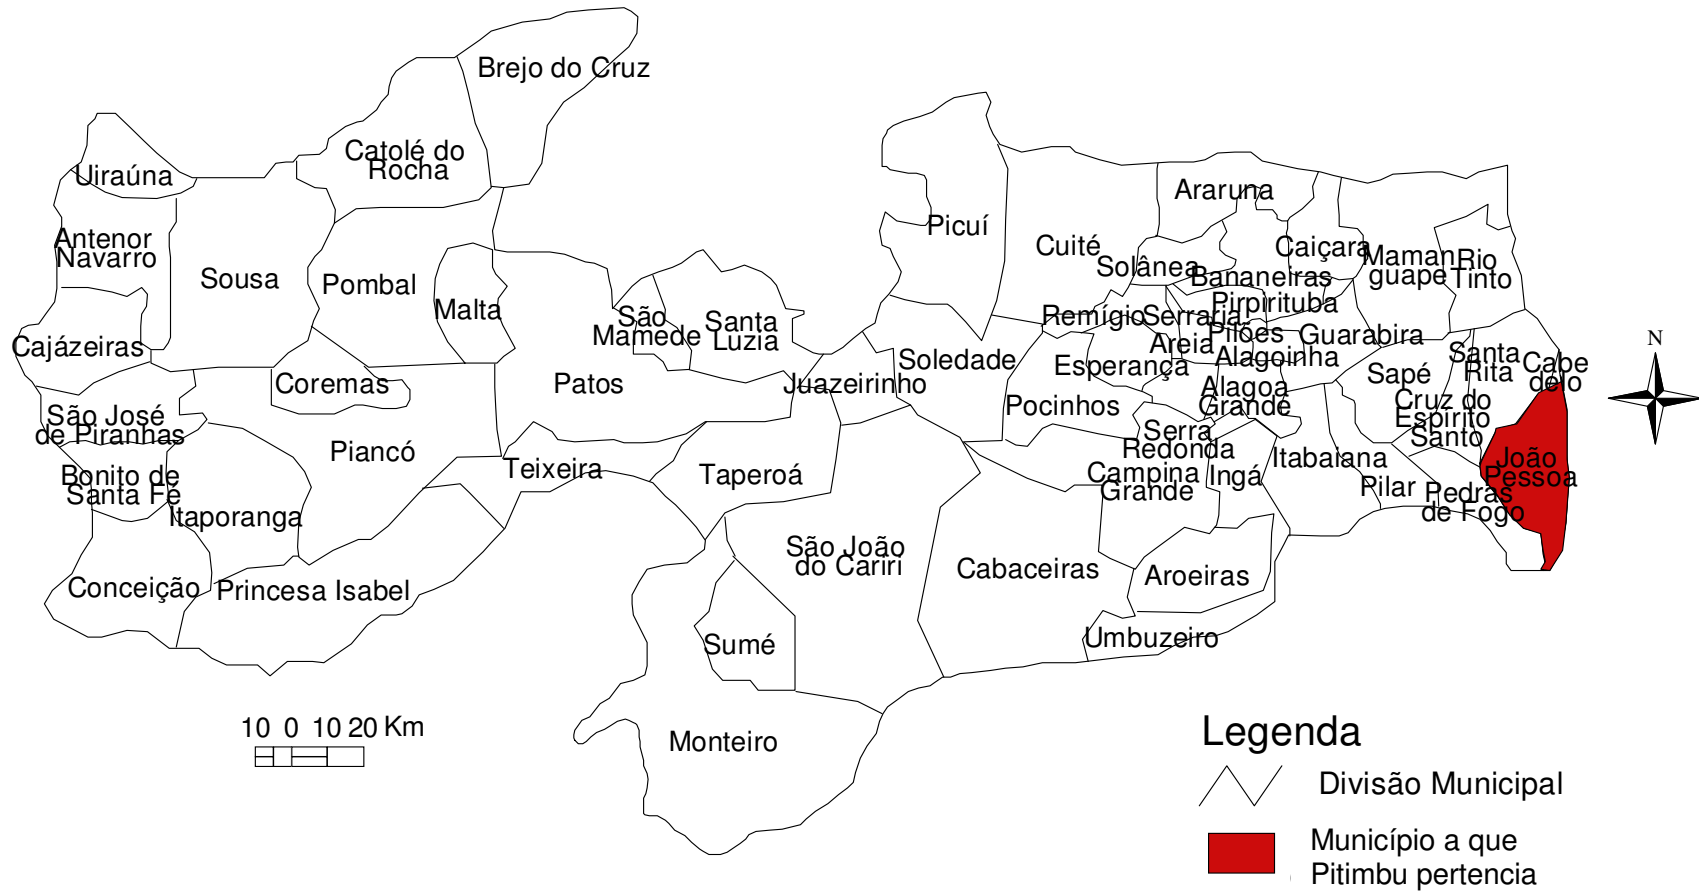 Brejo do Cruz
Catolé do
Rocha
Uiraúna
Antenor
Navarro
Sousa
Pombal
Malta
Cajázeiras
Coremas
São José
de Piranhas
Piancó
Bonito de
Santa Fé
Itaporanga
Conceição
Princesa Isabel
São
Mamede
Santa
Luzia
Patos
Teixeira
Juazeirinho
Taperoá
São João
do Cariri
Sumé
Monteiro
Picuí
Cuité
Soledade
Pocinhos
Cabaceiras
Araruna
Solânea
Bananeiras
Caiçara
Maman
guape
Rio
Tinto
Remígio
Serraria
Pirpirituba
Pilões
Areia
Esperança
Alagoinha
Guarabira
Alagoa
Grande
Serra
Redonda
Campina
Grande
Ingá
Itabaiana
Sapé
Santa
Rita
Cabe
delo
Cruz do
Espírito
Santo
Pilar
Pedras
de Fogo
João
Pessoa
Aroeiras
Umbuzeiro
N
10 0 10 20 Km
Legenda
Divisão Municipal
Município a que
Pitimbu pertencia